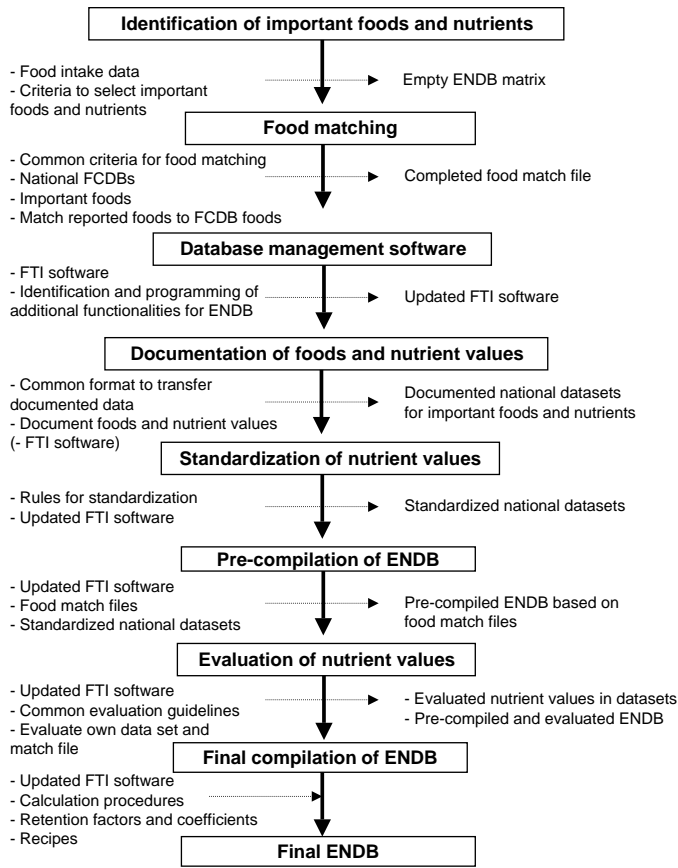 Identification of important foods and nutrients
- Food intake data
- Criteria to select important
foods and nutrients
Empty ENDB matrix
Food matching
- Common criteria for food matching
- National FCDBs
- Important foods
- Match reported foods to FCDB foods
Completed food match file
Database management software
- FTI software
- Identification and programming of
additional functionalities for ENDB
Updated FTI software
Documentation of foods and nutrient values
- Common format to transfer
documented data
- Document foods and nutrient values
(- FTI software)
Documented national datasets
for important foods and nutrients
Standardization of nutrient values
- Rules for standardization
- Updated FTI software
Standardized national datasets
Pre-compilation of ENDB
- Updated FTI software
- Food match files
- Standardized national datasets
Pre-compiled ENDB based on
food match files
Evaluation of nutrient values
- Updated FTI software
- Common evaluation guidelines
- Evaluate own data set and
match file
- Evaluated nutrient values in datasets
- Pre-compiled and evaluated ENDB
Final compilation of ENDB
- Updated FTI software
- Calculation procedures
- Retention factors and coefficients
- Recipes
Final ENDB